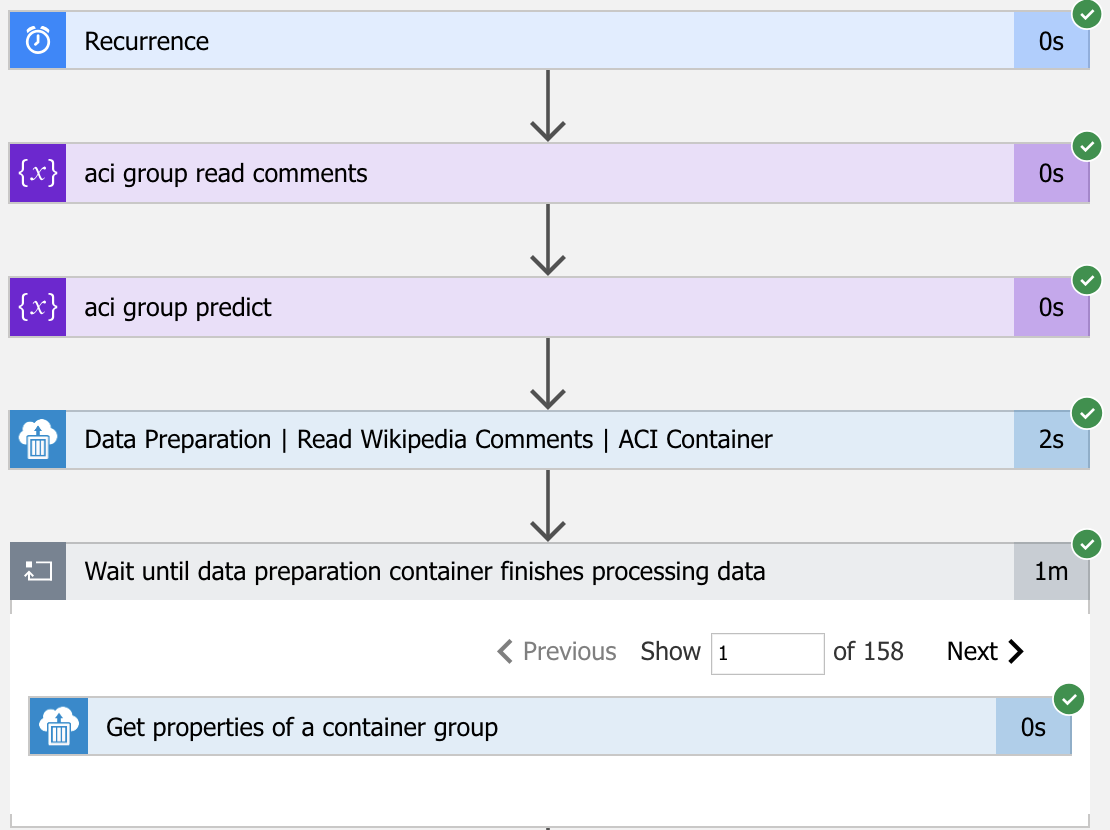 Recurrence 0s
{x} aci group read comments 0s
{x} aci group predict 0s
Data Preparation | Read Wikipedia Comments | ACI Container 2s
Wait until data preparation container finishes processing data 1m
Previous Show 1 of 158 Next
Get properties of a container group 0s